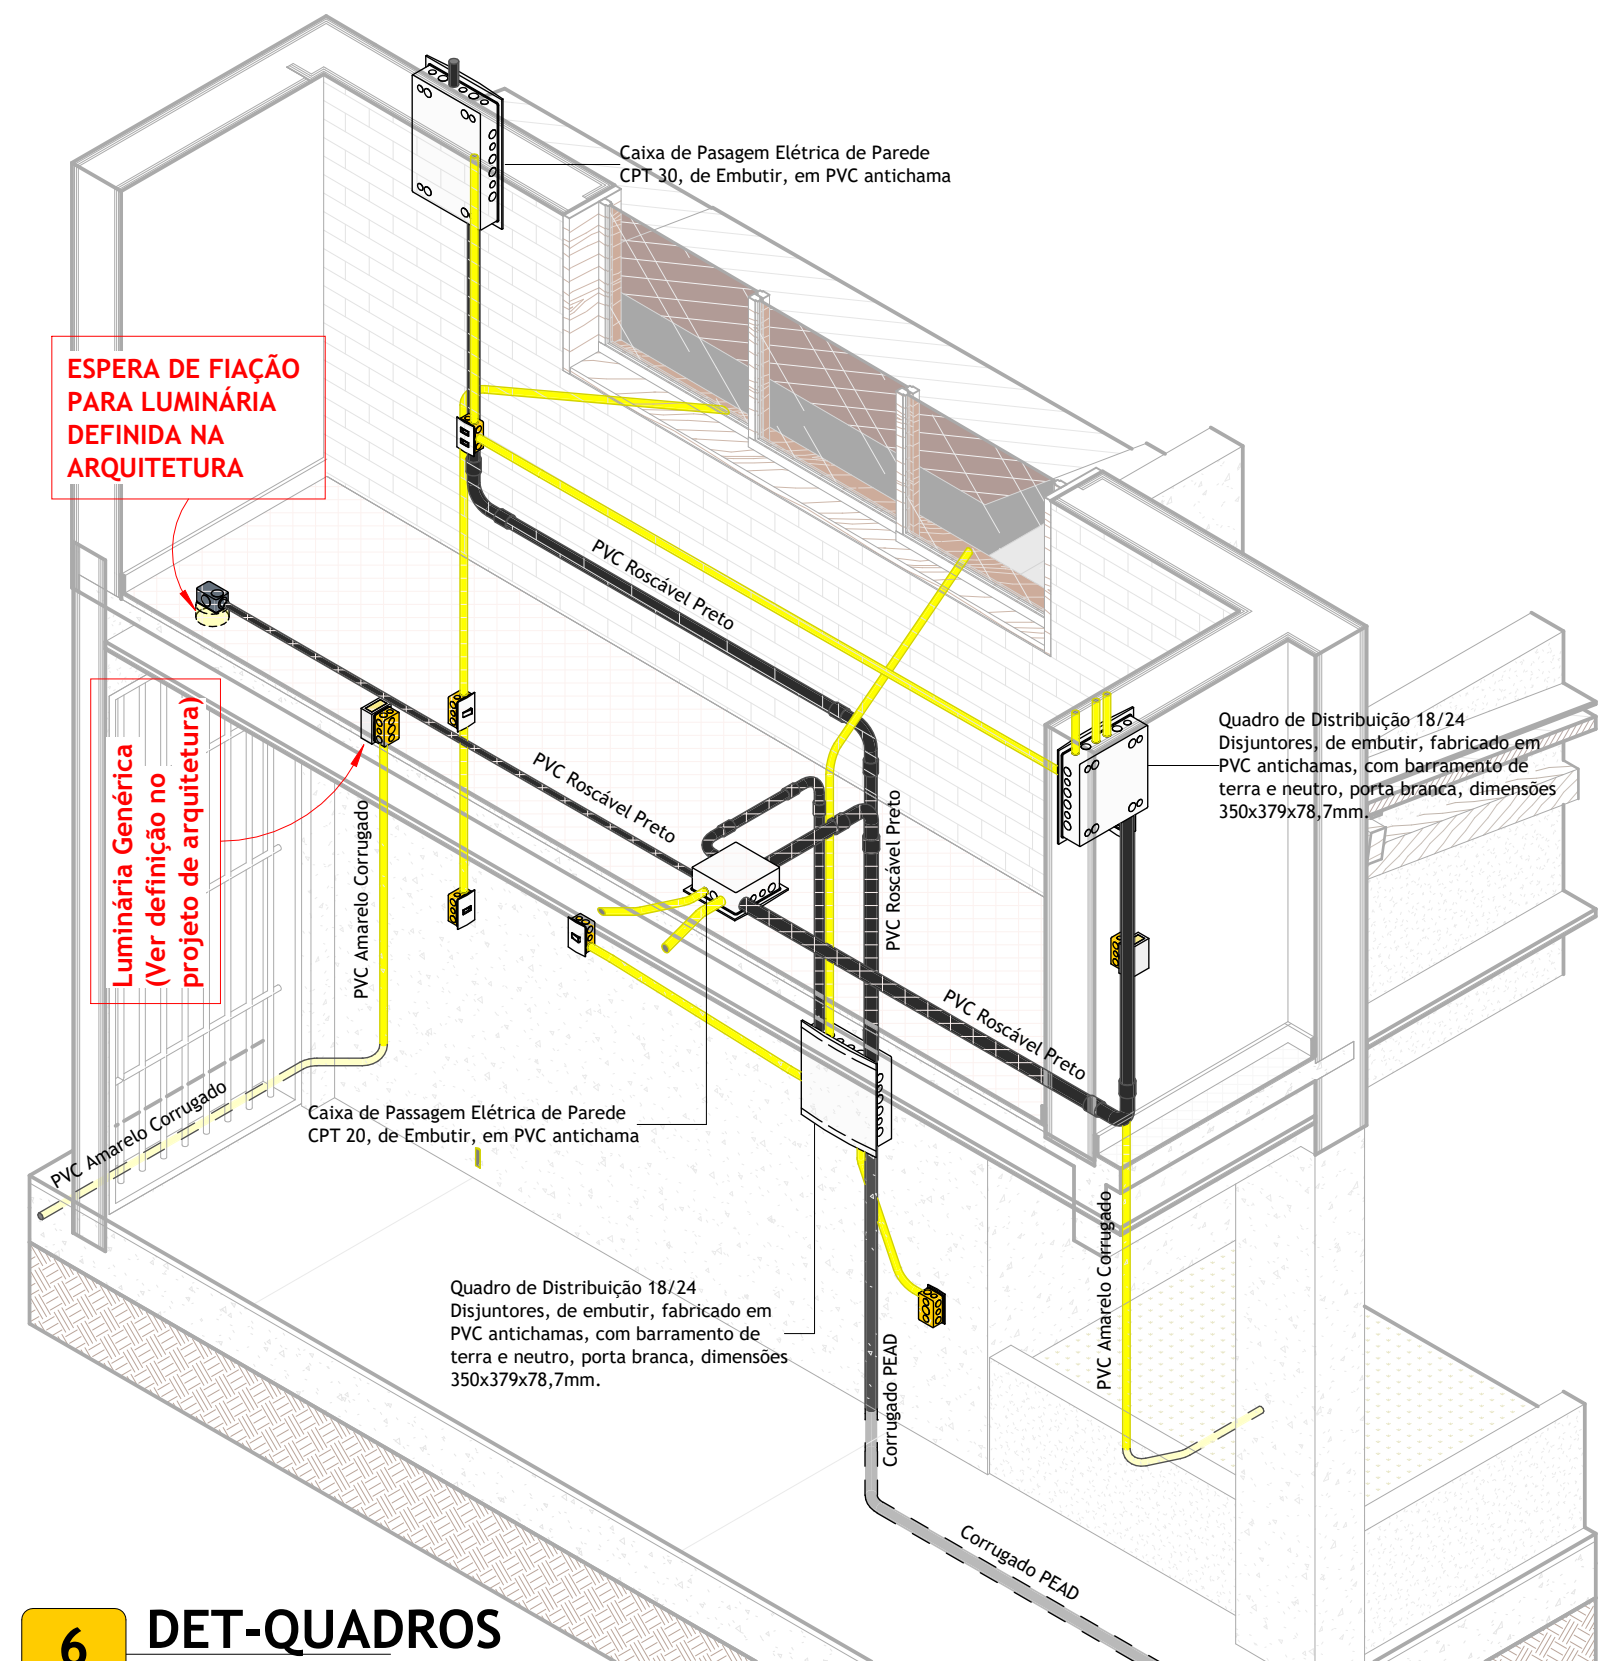 Caixa de Pasagem Elétrica de Parede
CPT 30, de Embutir, em PVC antichama
ESPERA DE FIAÇÃO
PARA LUMINÁRIA
DEFINIDA NA
ARQUITETURA
PVC Roscável Preto
Luminária Genérica
(Ver definição no
projeto de arquitetura)
PVC Amarelo Corrugado
PVC Roscável Preto
PVC Roscável Preto
Quadro de Distribuição 18/24
Disjuntores, de embutir, fabricado em
PVC antichamas, com barramento de
terra e neutro, porta branca, dimensões
350x379x78,7mm.
PVC Roscável Preto
PVC Amarelo Corrugado
Caixa de Passagem Elétrica de Parede
CPT 20, de Embutir, em PVC antichama
PVC Amarelo Corrugado
Quadro de Distribuição 18/24
Disjuntores, de embutir, fabricado em
PVC antichamas, com barramento de
terra e neutro, porta branca, dimensões
350x379x78,7mm.
Corrugado PEAD
Corrugado PEAD
6
DET-QUADROS